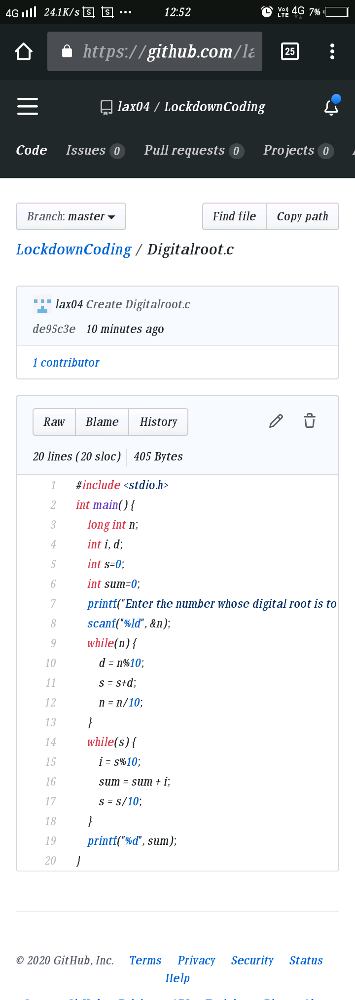 4G 24.1K/s S S ... 12:52 Vo)) LTE 4G 7%
https://github.com/la 25
lax04 / LockdownCoding
Code Issues 0 Pull requests 0 Projects 0
Branch: master Find file Copy path
LockdownCoding / Digitalroot.c
lax04 Create Digitalroot.c
de95c3e 10 minutes ago
1 contributor
Raw Blame History
20 lines (20 sloc) 405 Bytes
1 #include <stdio.h>
2 int main() {
3 long int n;
4 int i, d;
5 int s=0;
6 int sum=0;
7 printf("Enter the number whose digital root is to
8 scanf("%ld", &n);
9 while(n) {
10 d = n%10;
11 s = s+d;
12 n = n/10;
13 }
14 while(s) {
15 i = s%10;
16 sum = sum + i;
17 s = s/10;
18 }
19 printf("%d", sum);
20 }
© 2020 GitHub, Inc. Terms Privacy Security Status
Help